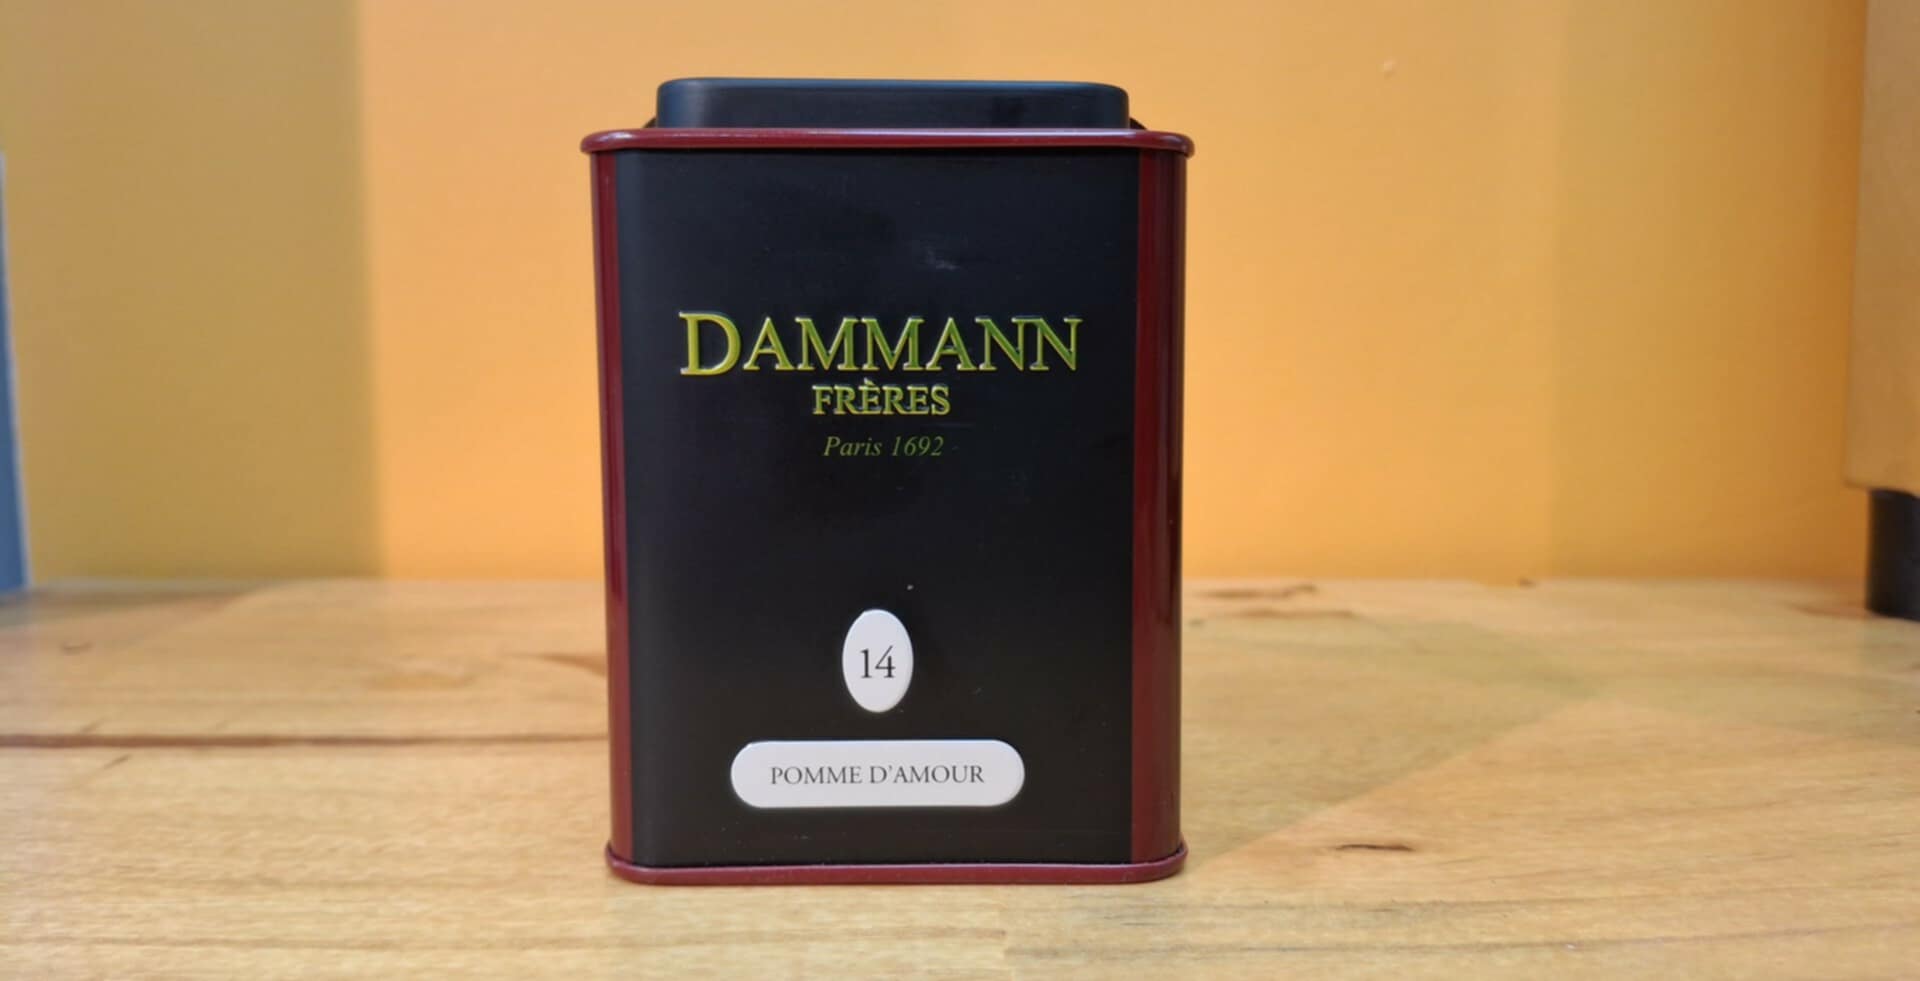 DAMMANN
FRÈRES
Paris 1692
14
POMME D'AMOUR